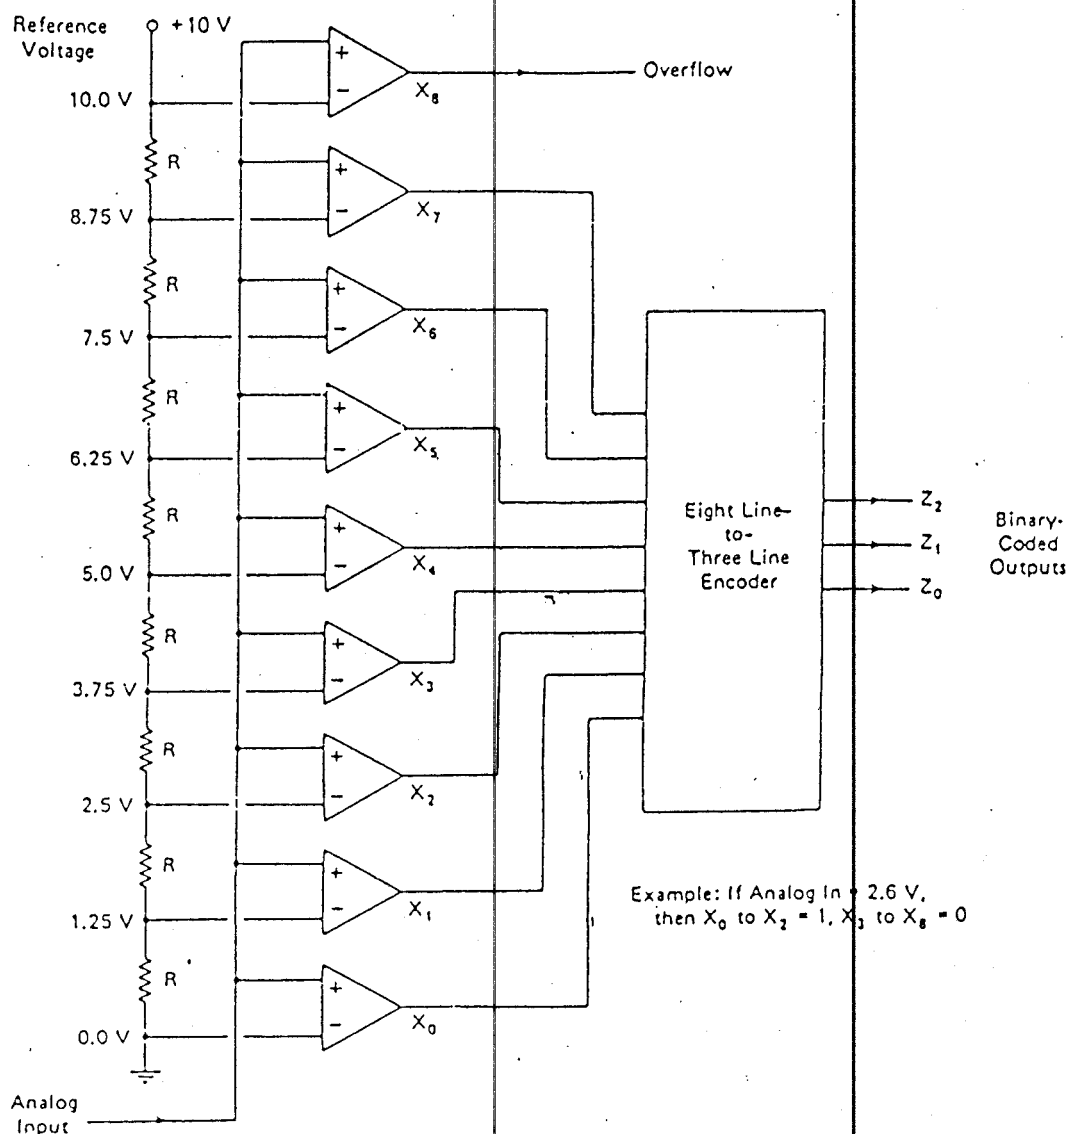 Reference
Voltage
+10 V
+
−
X₈
Overflow
10.0 V
R
+
−
X₇
8.75 V
R
+
−
X₆
7.5 V
R
+
−
X₅
6.25 V
R
+
−
X₄
5.0 V
R
+
−
X₃
3.75 V
R
+
−
X₂
2.5 V
R
+
−
X₁
1.25 V
R
+
−
X₀
0.0 V
Analog
Input
Eight Line-
to-
Three Line
Encoder
Z₂
Z₁
Z₀
Binary-
Coded
Outputs
Example: If Analog In = 2.6 V,
then X₀ to X₂ = 1, X₃ to X₈ = 0